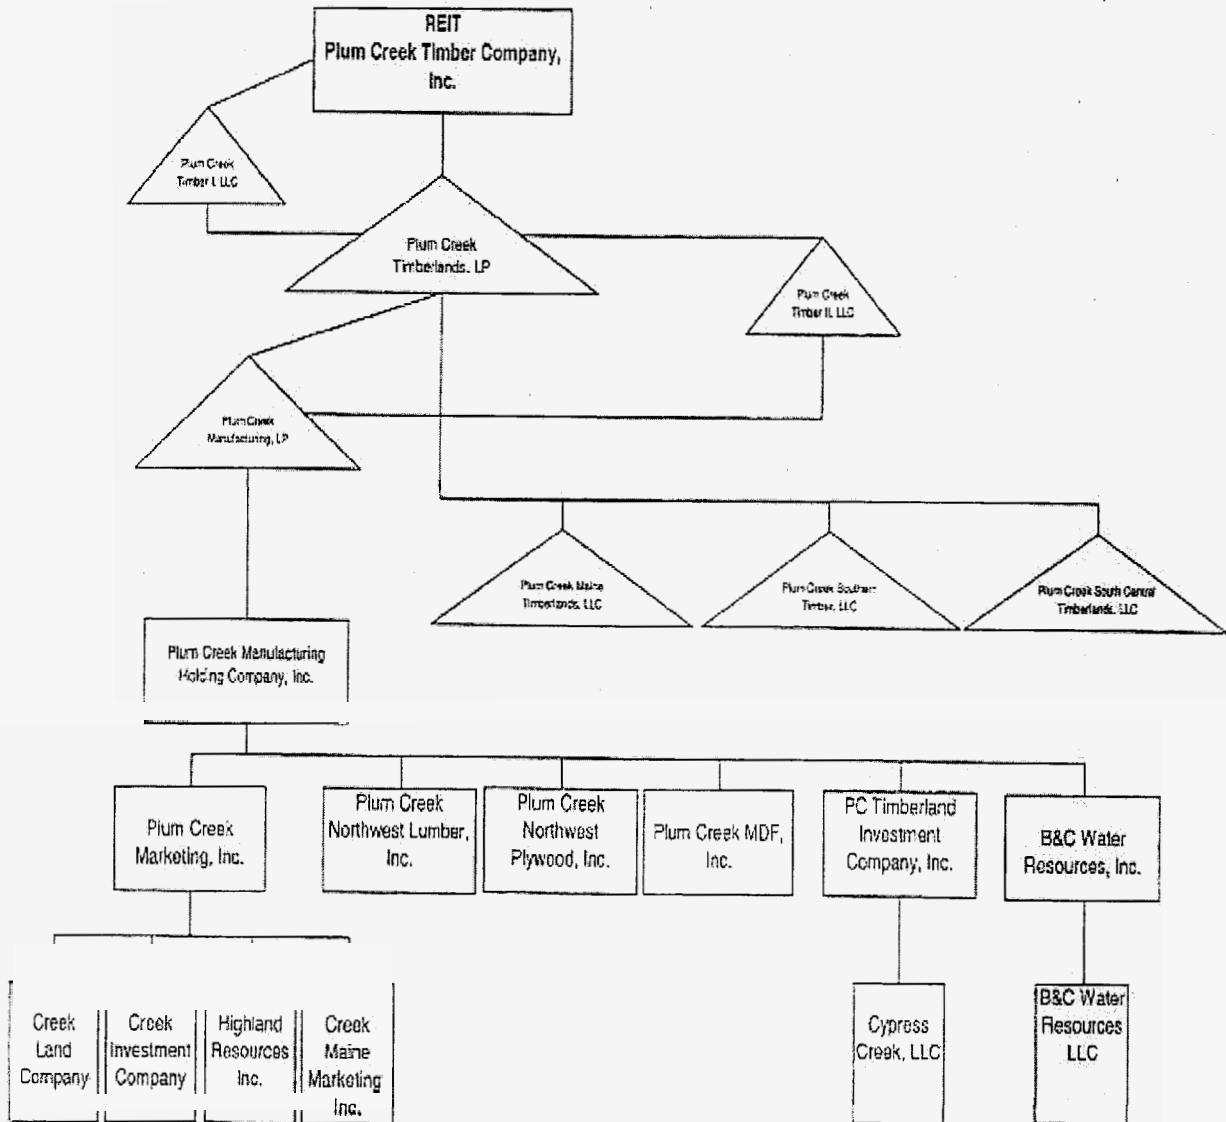 REIT
Plum Creek Timber Company,
Inc.
Plum Creek
Timber I, LLC
Plum Creek
Timberlands, LP
Plum Creek
Timber II, LLC
Plum Creek
Manufacturing, LP
Plum Creek Maine
Timberlands, LLC
Plum Creek Southern
Timber, LLC
Plum Creek South Central
Timberlands, LLC
Plum Creek Manufacturing
Holding Company, Inc.
Plum Creek
Marketing, Inc.
Plum Creek
Northwest Lumber,
Inc.
Plum Creek
Northwest
Plywood, Inc.
Plum Creek MDF,
Inc.
PC Timberland
Investment
Company, Inc.
B&C Water
Resources, Inc.
Creek
Land
Company
Creek
Investment
Company
Highland
Resources
Inc.
Creek
Maine
Marketing
Inc.
Cypress
Creek, LLC
B&C Water
Resources
LLC